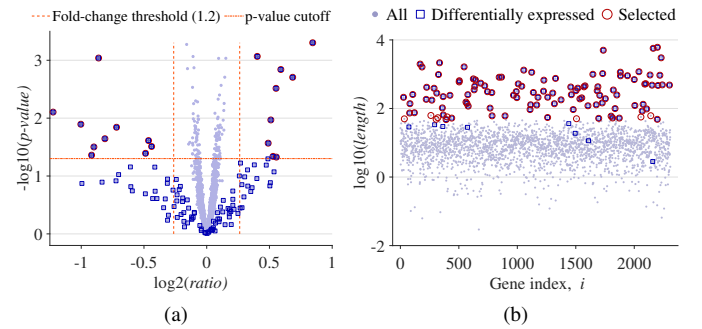 Fold-change threshold (1.2) p-value cutoff
3
2
1
0
-1 -0.5 0 0.5 1
-log10(p-value)
log2(ratio)
(a)
All Differentially expressed Selected
4
2
0
-2
0 500 1000 1500 2000
log10(length)
Gene index, i
(b)